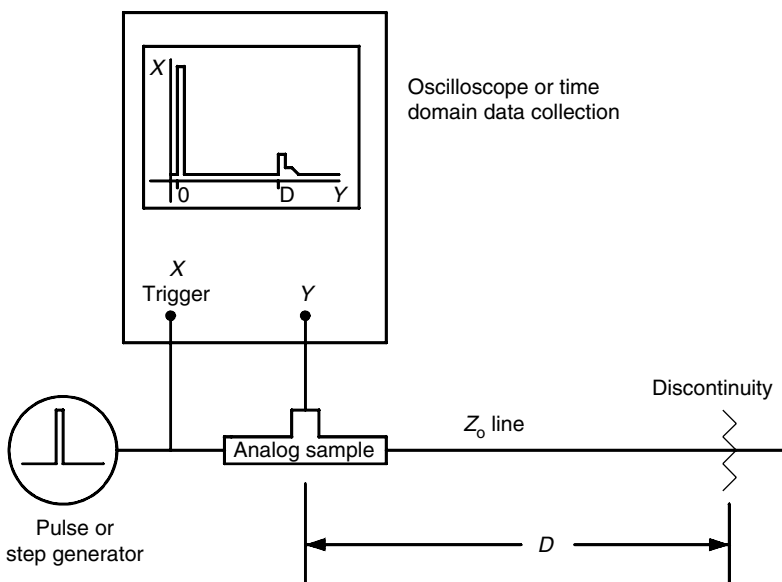 X
0
D
Y
Oscilloscope or time
domain data collection
X
Trigger
Y
Discontinuity
Zo line
Analog sample
Pulse or
step generator
D